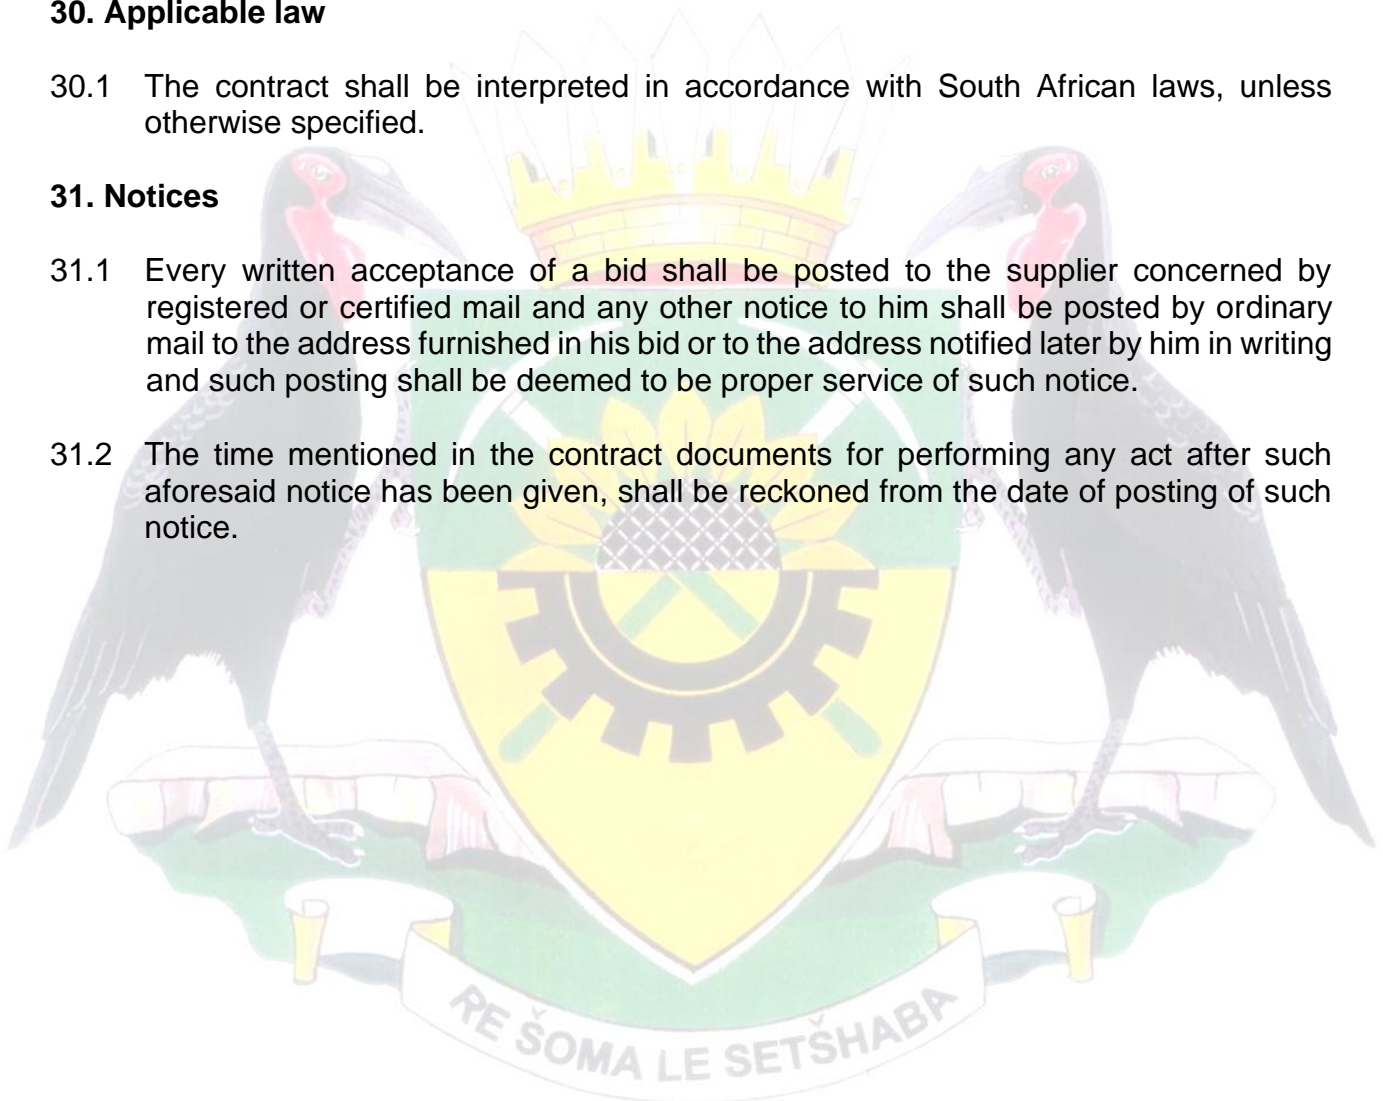 30. Applicable law
30.1 The contract shall be interpreted in accordance with South African laws, unless
otherwise specified.
31. Notices
31.1 Every written acceptance of a bid shall be posted to the supplier concerned by
registered or certified mail and any other notice to him shall be posted by ordinary
mail to the address furnished in his bid or to the address notified later by him in writing
and such posting shall be deemed to be proper service of such notice.
31.2 The time mentioned in the contract documents for performing any act after such
aforesaid notice has been given, shall be reckoned from the date of posting of such
notice.
RE ŠOMA LE SETŠHABA